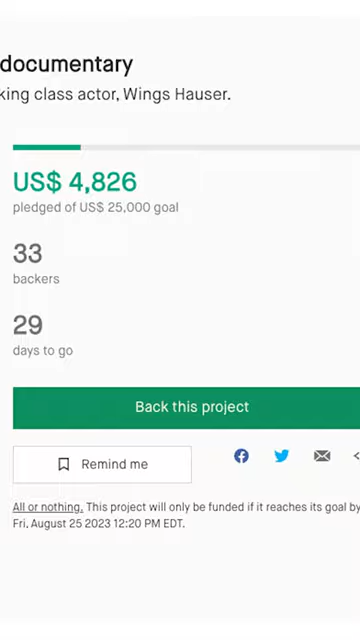 documentary
king class actor, Wings Hauser.
US$ 4,826
pledged of US$ 25,000 goal
33
backers
29
days to go
Back this project
Remind me
All or nothing. This project will only be funded if it reaches its goal by
Fri, August 25 2023 12:20 PM EDT.